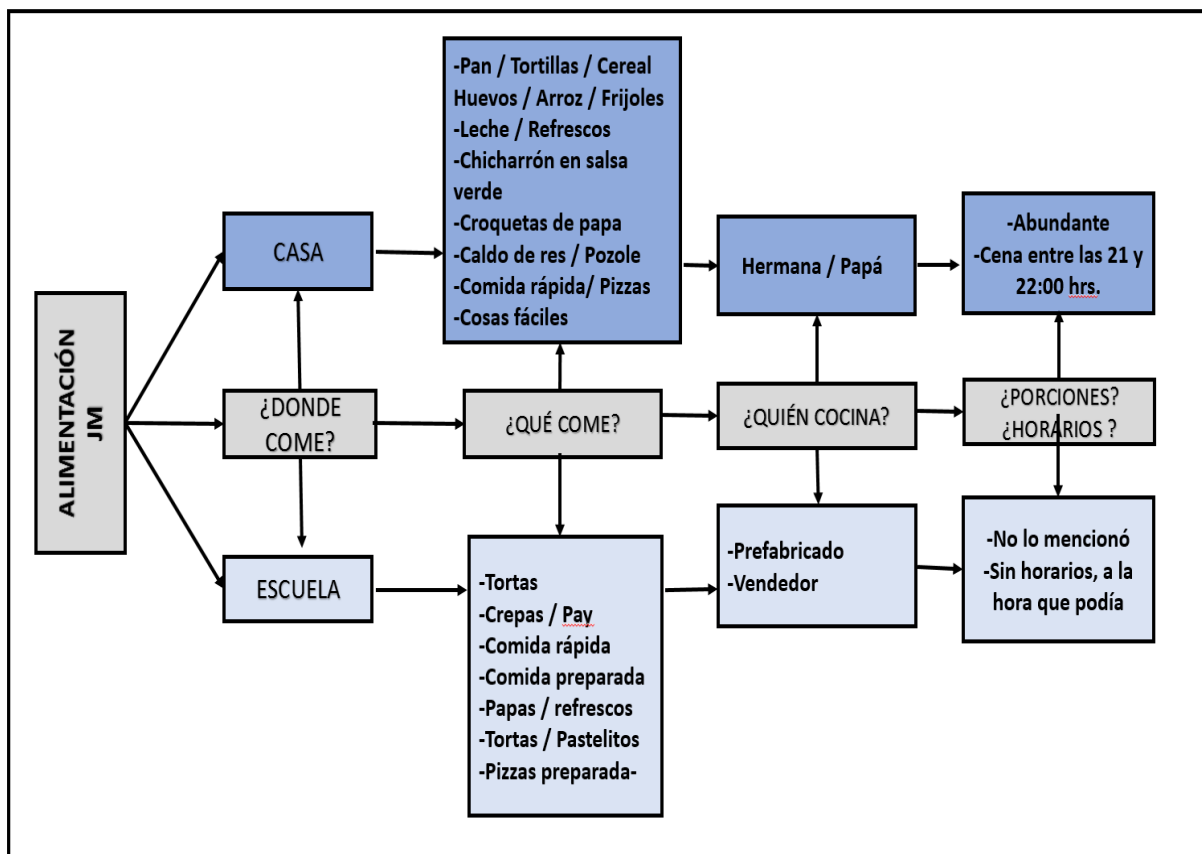 ALIMENTACIÓN
JM
CASA
-Pan / Tortillas / Cereal
Huevos / Arroz / Frijoles
-Leche / Refrescos
-Chicharrón en salsa
verde
-Croquetas de papa
-Caldo de res / Pozole
-Comida rápida/ Pizzas
-Cosas fáciles
Hermana / Papá
-Abundante
-Cena entre las 21 y
22:00 hrs.
¿DONDE
COME?
¿QUÉ COME?
¿QUIÉN COCINA?
¿PORCIONES?
¿HORARIOS ?
ESCUELA
-Tortas
-Crepas / Pay
-Comida rápida
-Comida preparada
-Papas / refrescos
-Tortas / Pastelitos
-Pizzas preparada-
-Prefabricado
-Vendedor
-No lo mencionó
-Sin horarios, a la
hora que podía